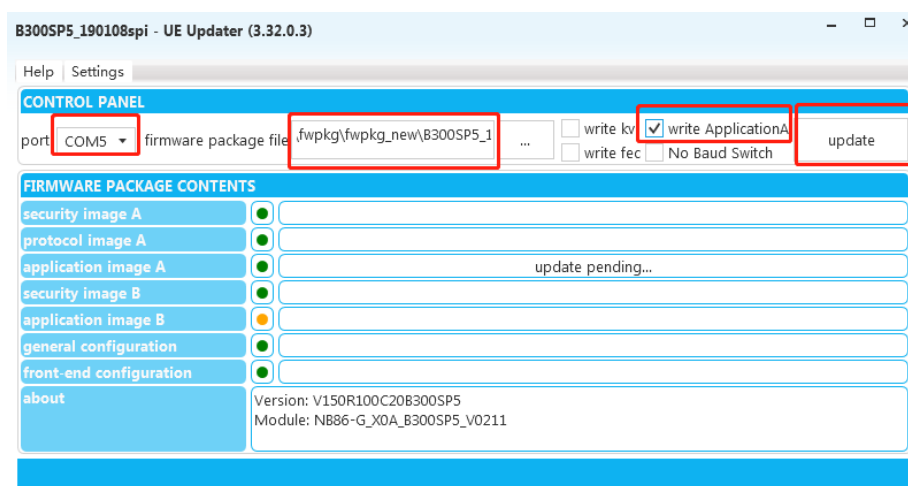 B300SP5_190108spi - UE Updater (3.32.0.3)
Help Settings
CONTROL PANEL
port COM5 firmware package file .fwpkg\fwpkg_new\B300SP5_1 ... write kv write ApplicationA update
write fec No Baud Switch
FIRMWARE PACKAGE CONTENTS
security image A
protocol image A
application image A update pending...
security image B
application image B
general configuration
front-end configuration
about Version: V150R100C20B300SP5
Module: NB86-G_X0A_B300SP5_V0211